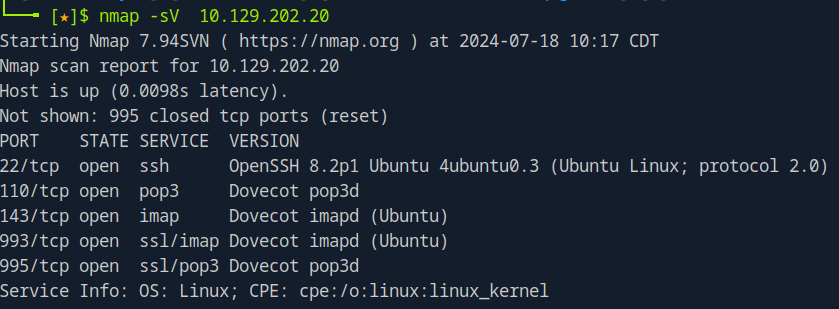 [★]$ nmap -sV  10.129.202.20
Starting Nmap 7.94SVN ( https://nmap.org ) at 2024-07-18 10:17 CDT
Nmap scan report for 10.129.202.20
Host is up (0.0098s latency).
Not shown: 995 closed tcp ports (reset)
PORT    STATE SERVICE  VERSION
22/tcp  open  ssh      OpenSSH 8.2p1 Ubuntu 4ubuntu0.3 (Ubuntu Linux; protocol 2.0)
110/tcp open  pop3     Dovecot pop3d
143/tcp open  imap     Dovecot imapd (Ubuntu)
993/tcp open  ssl/imap Dovecot imapd (Ubuntu)
995/tcp open  ssl/pop3 Dovecot pop3d
Service Info: OS: Linux; CPE: cpe:/o:linux:linux_kernel